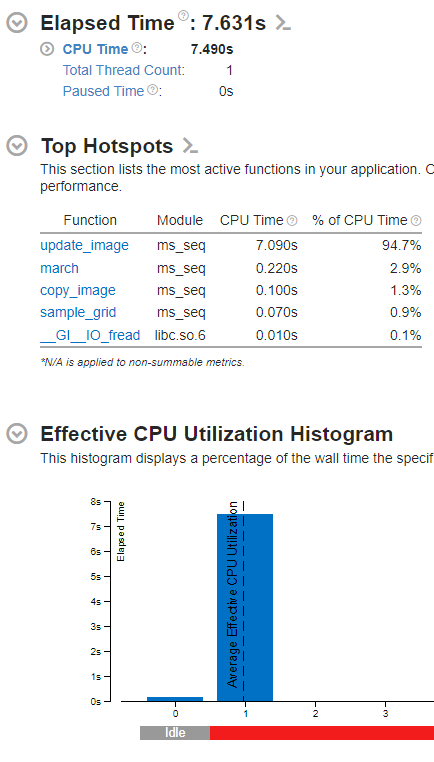 Elapsed Time ?: 7.631s >_
CPU Time ?: 7.490s
Total Thread Count: 1
Paused Time ?: 0s
Top Hotspots >_
This section lists the most active functions in your application. O
performance.
Function Module CPU Time ? % of CPU Time ?
update_image ms_seq 7.090s 94.7%
march ms_seq 0.220s 2.9%
copy_image ms_seq 0.100s 1.3%
sample_grid ms_seq 0.070s 0.9%
__GI__IO_fread libc.so.6 0.010s 0.1%
*N/A is applied to non-summable metrics.
Effective CPU Utilization Histogram
This histogram displays a percentage of the wall time the specif
8s
7s
6s
5s
4s
3s
2s
1s
0s
Elapsed Time
Average Effective CPU Utilization
0 1 2 3
Idle